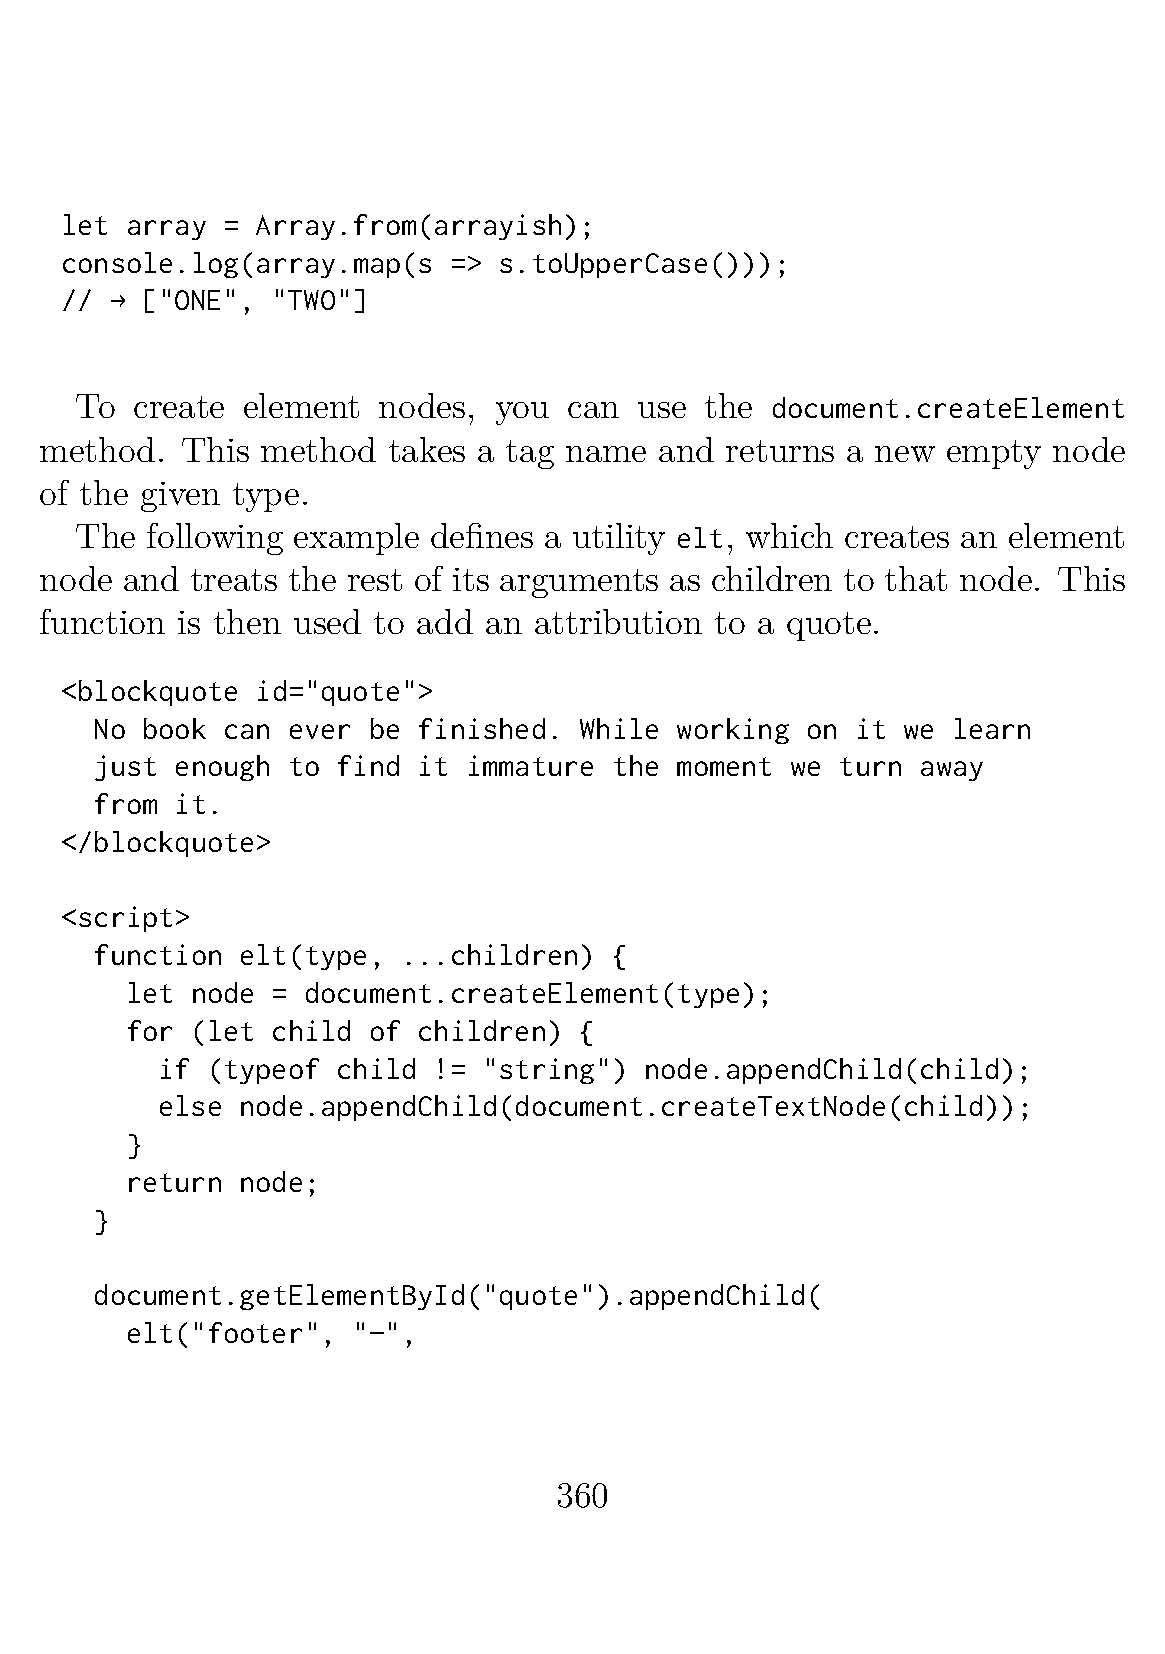 let array = Array.from(arrayish);
console.log(array.map(s => s.toUpperCase()));
// → ["ONE", "TWO"]
To create element nodes, you can use the document.createElement
method. This method takes a tag name and returns a new empty node
of the given type.
The following example defines a utility elt, which creates an element
node and treats the rest of its arguments as children to that node. This
function is then used to add an attribution to a quote.
<blockquote id="quote">
  No book can ever be finished. While working on it we learn
  just enough to find it immature the moment we turn away
  from it.
</blockquote>
<script>
  function elt(type, ...children) {
    let node = document.createElement(type);
    for (let child of children) {
      if (typeof child != "string") node.appendChild(child);
      else node.appendChild(document.createTextNode(child));
    }
    return node;
  }
  document.getElementById("quote").appendChild(
    elt("footer", "—",
360